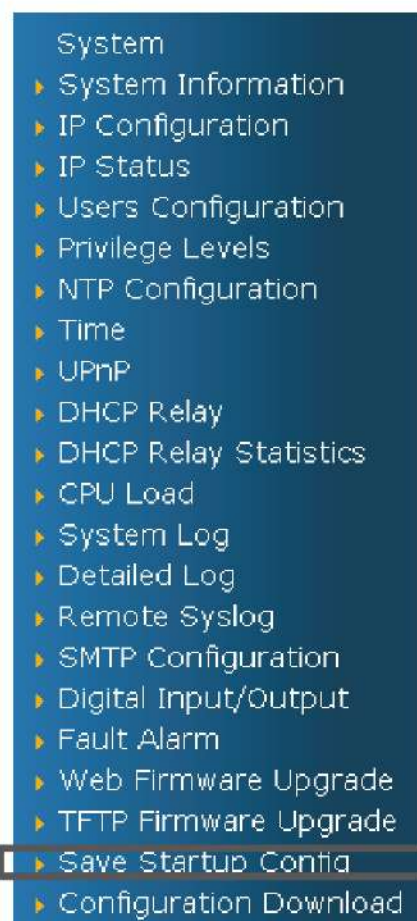 System
System Information
IP Configuration
IP Status
Users Configuration
Privilege Levels
NTP Configuration
Time
UPnP
DHCP Relay
DHCP Relay Statistics
CPU Load
System Log
Detailed Log
Remote Syslog
SMTP Configuration
Digital Input/Output
Fault Alarm
Web Firmware Upgrade
TFTP Firmware Upgrade
Save Startup Config
Configuration Download